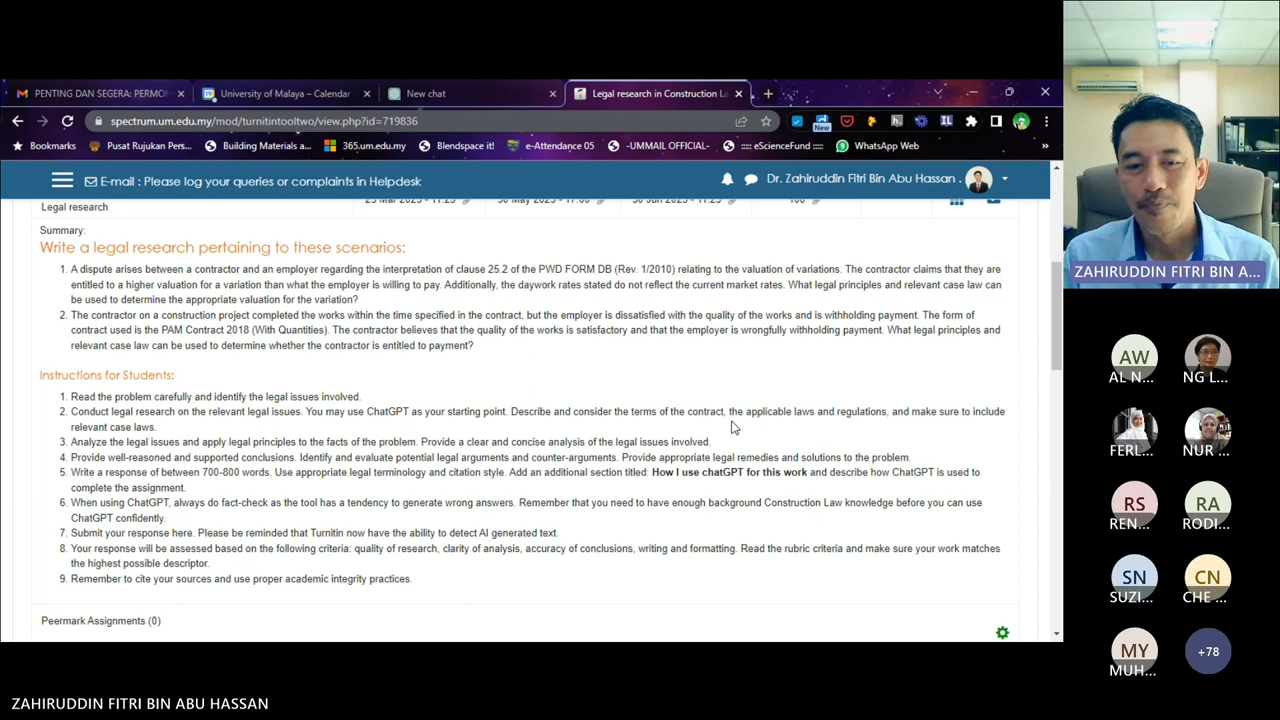 PENTING DAN SEGERA: PERMOH
University of Malaya - Calendar
New chat
Legal research in Construction La
spectrum.um.edu.my/mod/turnitintooltwo/view.php?id=719836
New
IL
Bookmarks
Pusat Rujukan Pers...
Building Materials a...
365.um.edu.my
Blendspace it!
e-Attendance 05
-UMMAIL OFFICIAL-
:::: eScienceFund ::::
WhatsApp Web
E-mail : Please log your queries or complaints in Helpdesk
Dr. Zahiruddin Fitri Bin Abu Hassan .
Legal research
Summary:
Write a legal research pertaining to these scenarios:
1. A dispute arises between a contractor and an employer regarding the interpretation of clause 25.2 of the PWD FORM DB (Rev. 1/2010) relating to the valuation of variations. The contractor claims that they are
entitled to a higher valuation for a variation than what the employer is willing to pay. Additionally, the daywork rates stated do not reflect the current market rates. What legal principles and relevant case law can
be used to determine the appropriate valuation for the variation?
2. The contractor on a construction project completed the works within the time specified in the contract, but the employer is dissatisfied with the quality of the works and is withholding payment. The form of
contract used is the PAM Contract 2018 (With Quantities). The contractor believes that the quality of the works is satisfactory and that the employer is wrongfully withholding payment. What legal principles and
relevant case law can be used to determine whether the contractor is entitled to payment?
Instructions for Students:
1. Read the problem carefully and identify the legal issues involved.
2. Conduct legal research on the relevant legal issues. You may use ChatGPT as your starting point. Describe and consider the terms of the contract, the applicable laws and regulations, and make sure to include
relevant case laws.
3. Analyze the legal issues and apply legal principles to the facts of the problem. Provide a clear and concise analysis of the legal issues involved.
4. Provide well-reasoned and supported conclusions. Identify and evaluate potential legal arguments and counter-arguments. Provide appropriate legal remedies and solutions to the problem.
5. Write a response of between 700-800 words. Use appropriate legal terminology and citation style. Add an additional section titled: How I use chatGPT for this work and describe how ChatGPT is used to
complete the assignment.
6. When using ChatGPT, always do fact-check as the tool has a tendency to generate wrong answers. Remember that you need to have enough background Construction Law knowledge before you can use
ChatGPT confidently.
7. Submit your response here. Please be reminded that Turnitin now have the ability to detect AI generated text.
8. Your response will be assessed based on the following criteria: quality of research, clarity of analysis, accuracy of conclusions, writing and formatting. Read the rubric criteria and make sure your work matches
the highest possible descriptor.
9. Remember to cite your sources and use proper academic integrity practices.
Peermark Assignments (0)
ZAHIRUDDIN FITRI BIN A...
AW
AL N...
NG L...
FERL...
NUR ...
RS
REN...
RA
RODI...
SN
SUZI...
CN
CHE ...
MY
MUH...
+78
ZAHIRUDDIN FITRI BIN ABU HASSAN